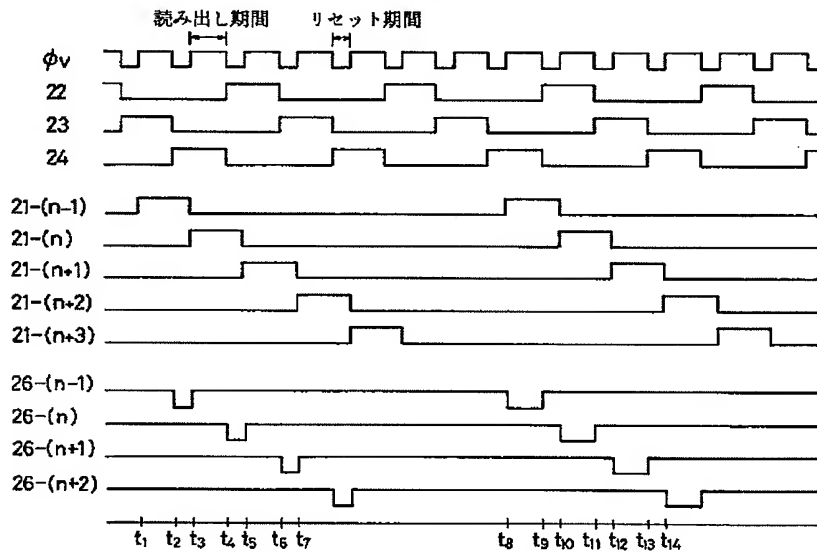 読み出し期間 リセット期間
φv
22
23
24
21-(n-1)
21-(n)
21-(n+1)
21-(n+2)
21-(n+3)
26-(n-1)
26-(n)
26-(n+1)
26-(n+2)
t1 t2 t3 t4 t5 t6 t7 t8 t9 t10 t11 t12 t13 t14